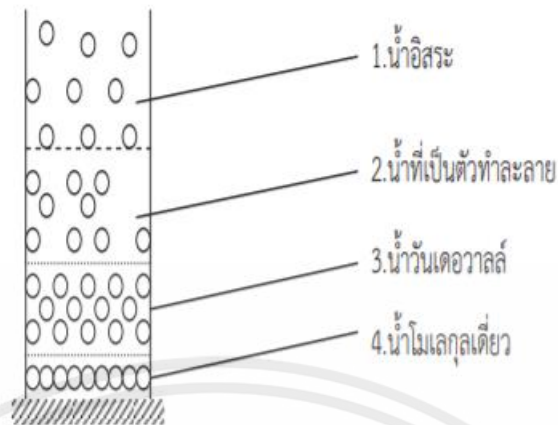 1.น้ำอิสระ
2.น้ำที่เป็นตัวทำละลาย
3.น้ำวันเดอวาลล์
4.น้ำโมเลกุลเดี่ยว